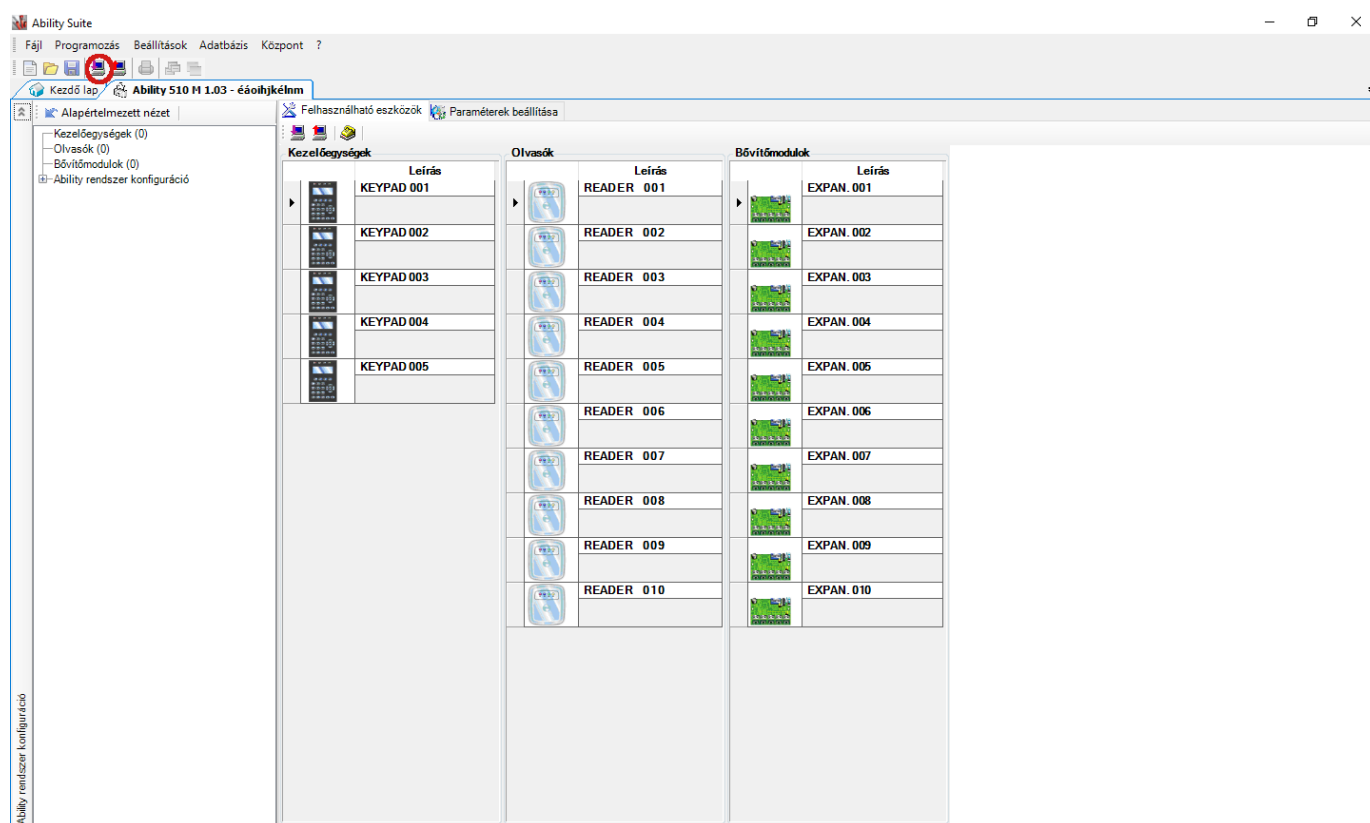 Ability Suite
Fájl Programozás Beállítások Adatbázis Központ ?
Kezdő lap Ability 510 M 1.03 - éáoihjkélnm
Alapértelmezett nézet
Kezelőegységek (0)
Olvasók (0)
Bővítőmodulok (0)
Ability rendszer konfiguráció
Ability rendszer konfiguráció
Felhasználható eszközök Paraméterek beállítása
Kezelőegységek
Leírás
KEYPAD 001
KEYPAD 002
KEYPAD 003
KEYPAD 004
KEYPAD 005
Olvasók
Leírás
READER 001
READER 002
READER 003
READER 004
READER 005
READER 006
READER 007
READER 008
READER 009
READER 010
Bővítőmodulok
Leírás
EXPAN. 001
EXPAN. 002
EXPAN. 003
EXPAN. 004
EXPAN. 005
EXPAN. 006
EXPAN. 007
EXPAN. 008
EXPAN. 009
EXPAN. 010